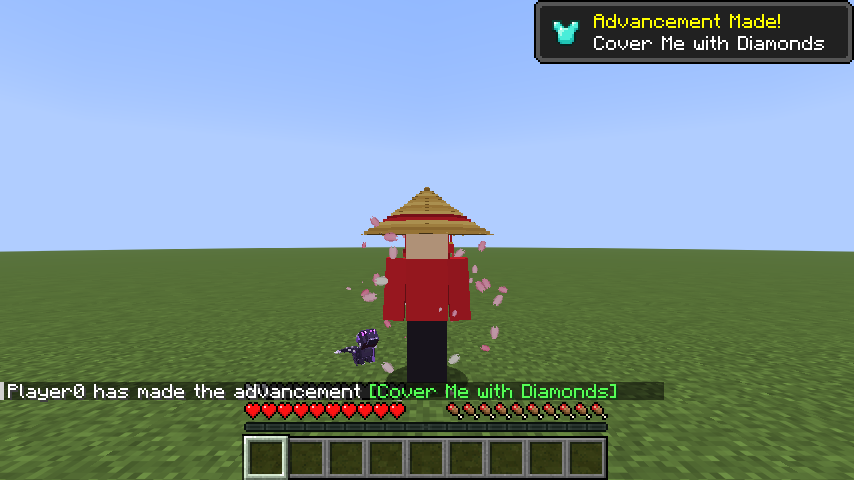 Advancement Made!
Cover Me with Diamonds
Player0 has made the advancement [Cover Me with Diamonds]